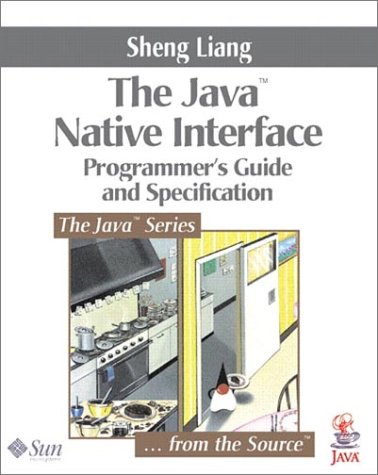 Sheng Liang
The Java™
Native Interface
Programmer's Guide
and Specification
The Java™ Series
... from the Source™
Sun
JAVA